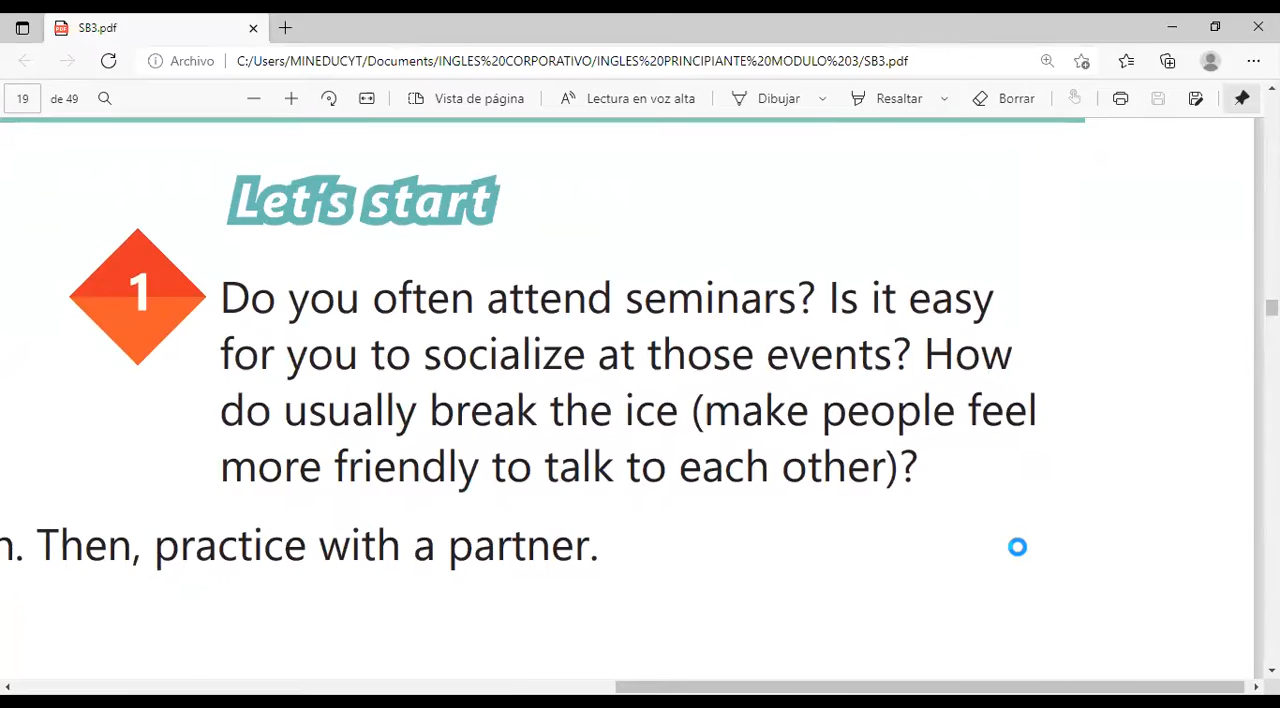 SB3.pdf
Archivo C:/Users/MINEDUCYT/Documents/INGLES%20CORPORATIVO/INGLES%20PRINCIPIANTE%20MODULO%203/SB3.pdf
19 de 49 Vista de página Lectura en voz alta Dibujar Resaltar Borrar
Let's start
1
Do you often attend seminars? Is it easy
for you to socialize at those events? How
do usually break the ice (make people feel
more friendly to talk to each other)?
n. Then, practice with a partner.